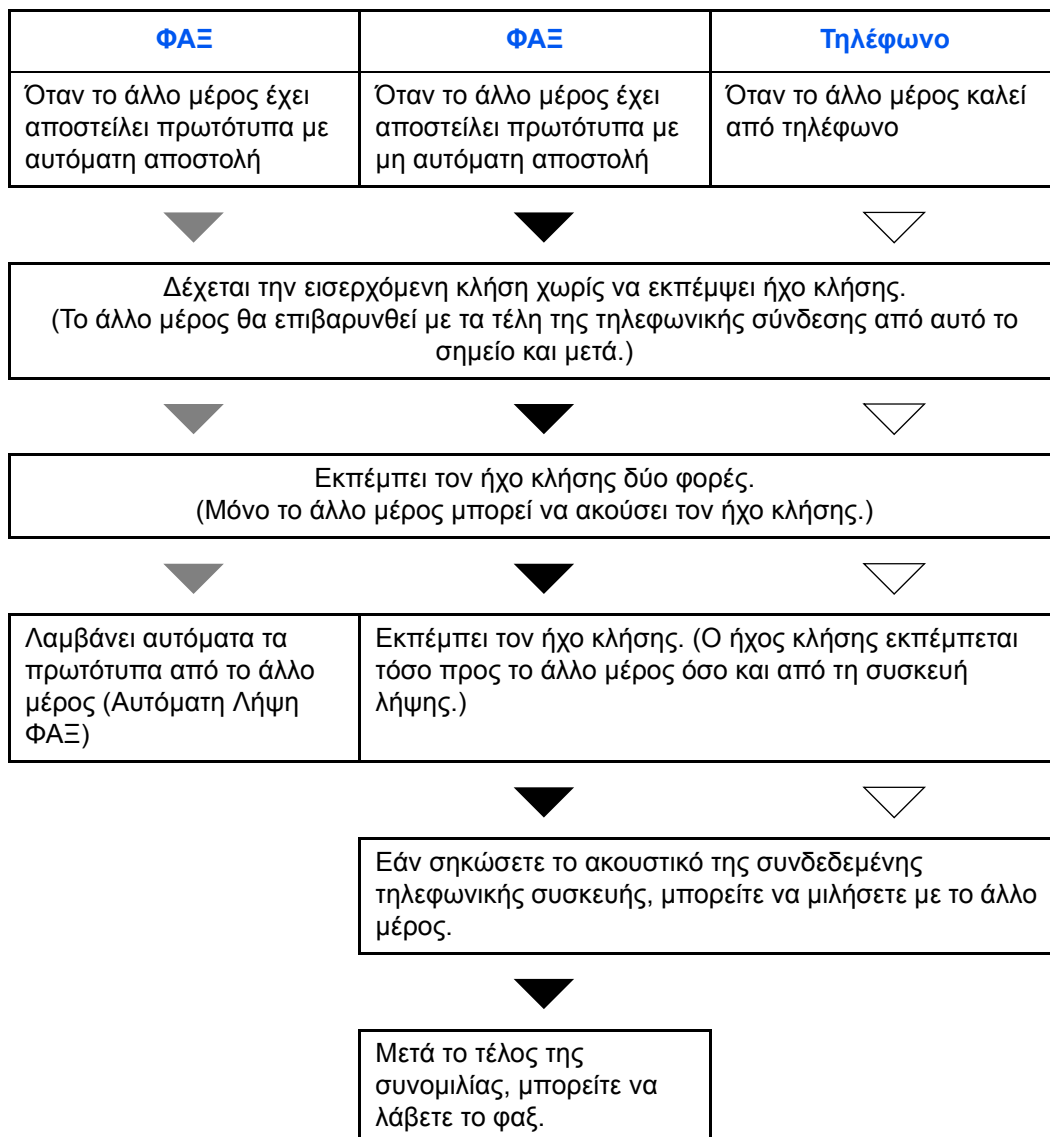 ΦΑΞ
ΦΑΞ
Τηλέφωνο
Όταν το άλλο μέρος έχει
αποστείλει πρωτότυπα με
αυτόματη αποστολή
Όταν το άλλο μέρος έχει
αποστείλει πρωτότυπα με
μη αυτόματη αποστολή
Όταν το άλλο μέρος καλεί
από τηλέφωνο
Δέχεται την εισερχόμενη κλήση χωρίς να εκπέμψει ήχο κλήσης.
(Το άλλο μέρος θα επιβαρυνθεί με τα τέλη της τηλεφωνικής σύνδεσης από αυτό το
σημείο και μετά.)
Εκπέμπει τον ήχο κλήσης δύο φορές.
(Μόνο το άλλο μέρος μπορεί να ακούσει τον ήχο κλήσης.)
Λαμβάνει αυτόματα τα
πρωτότυπα από το άλλο
μέρος (Αυτόματη Λήψη
ΦΑΞ)
Εκπέμπει τον ήχο κλήσης. (Ο ήχος κλήσης εκπέμπεται
τόσο προς το άλλο μέρος όσο και από τη συσκευή
λήψης.)
Εάν σηκώσετε το ακουστικό της συνδεδεμένης
τηλεφωνικής συσκευής, μπορείτε να μιλήσετε με το άλλο
μέρος.
Μετά το τέλος της
συνομιλίας, μπορείτε να
λάβετε το φαξ.